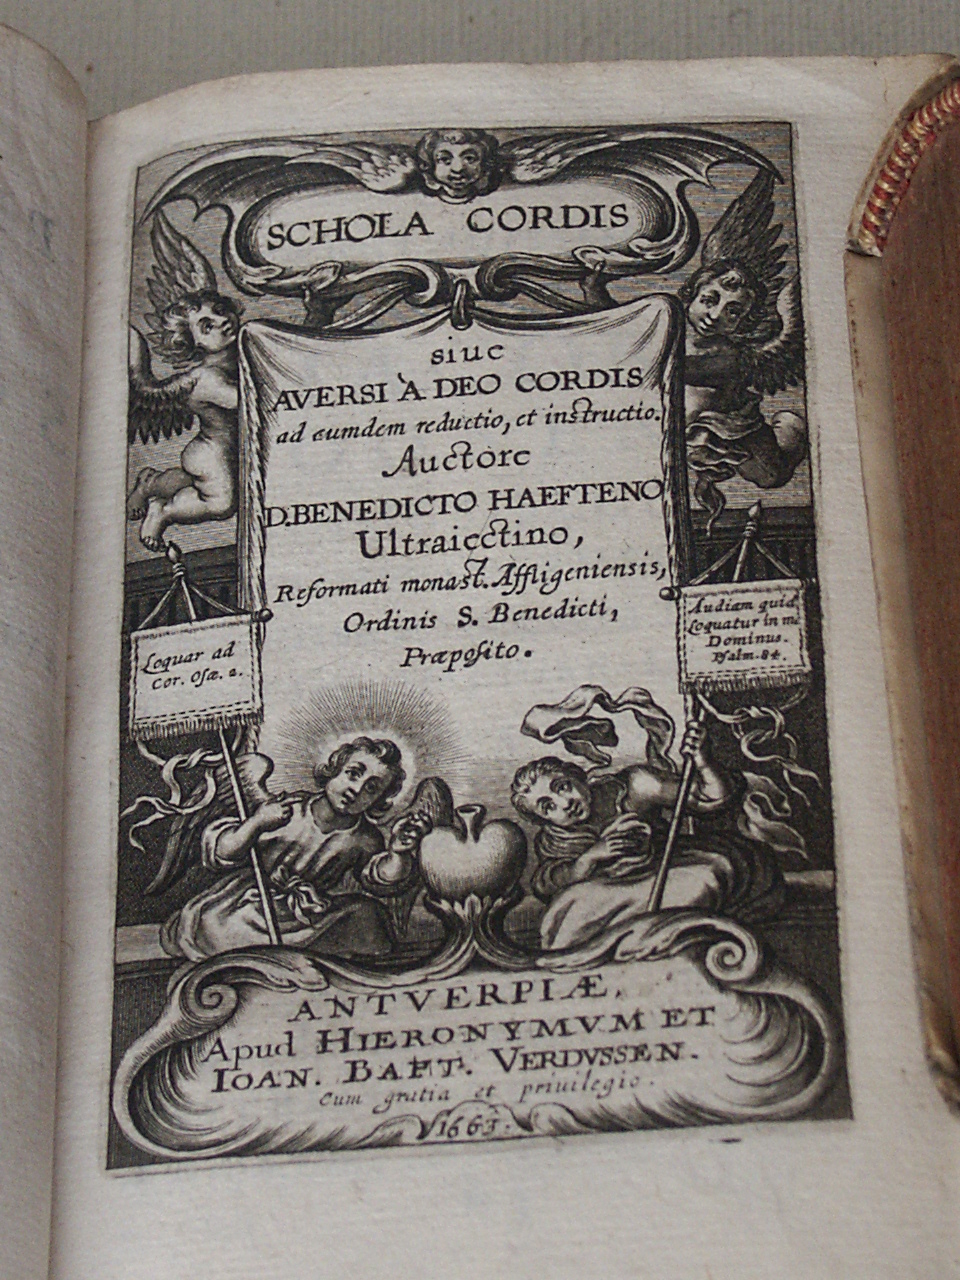 SCHOLA CORDIS
siue
AVERSI À DEO CORDIS
ad eumdem reductio, et instructio.
Auctore
D. BENEDICTO HAEFTENO
Ultraiectino,
Reformati monast. Affligeniensis,
Ordinis S. Benedicti,
Præposito.
Loquar ad
Cor. Osæ. 2.
Audiam quid
Loquatur in me
Dominus.
Psalm. 84.
ANTVERPIÆ,
Apud HIERONYMVM ET
IOAN. BAPT. VERDVSSEN.
Cum gratia et priuilegio.
1663.